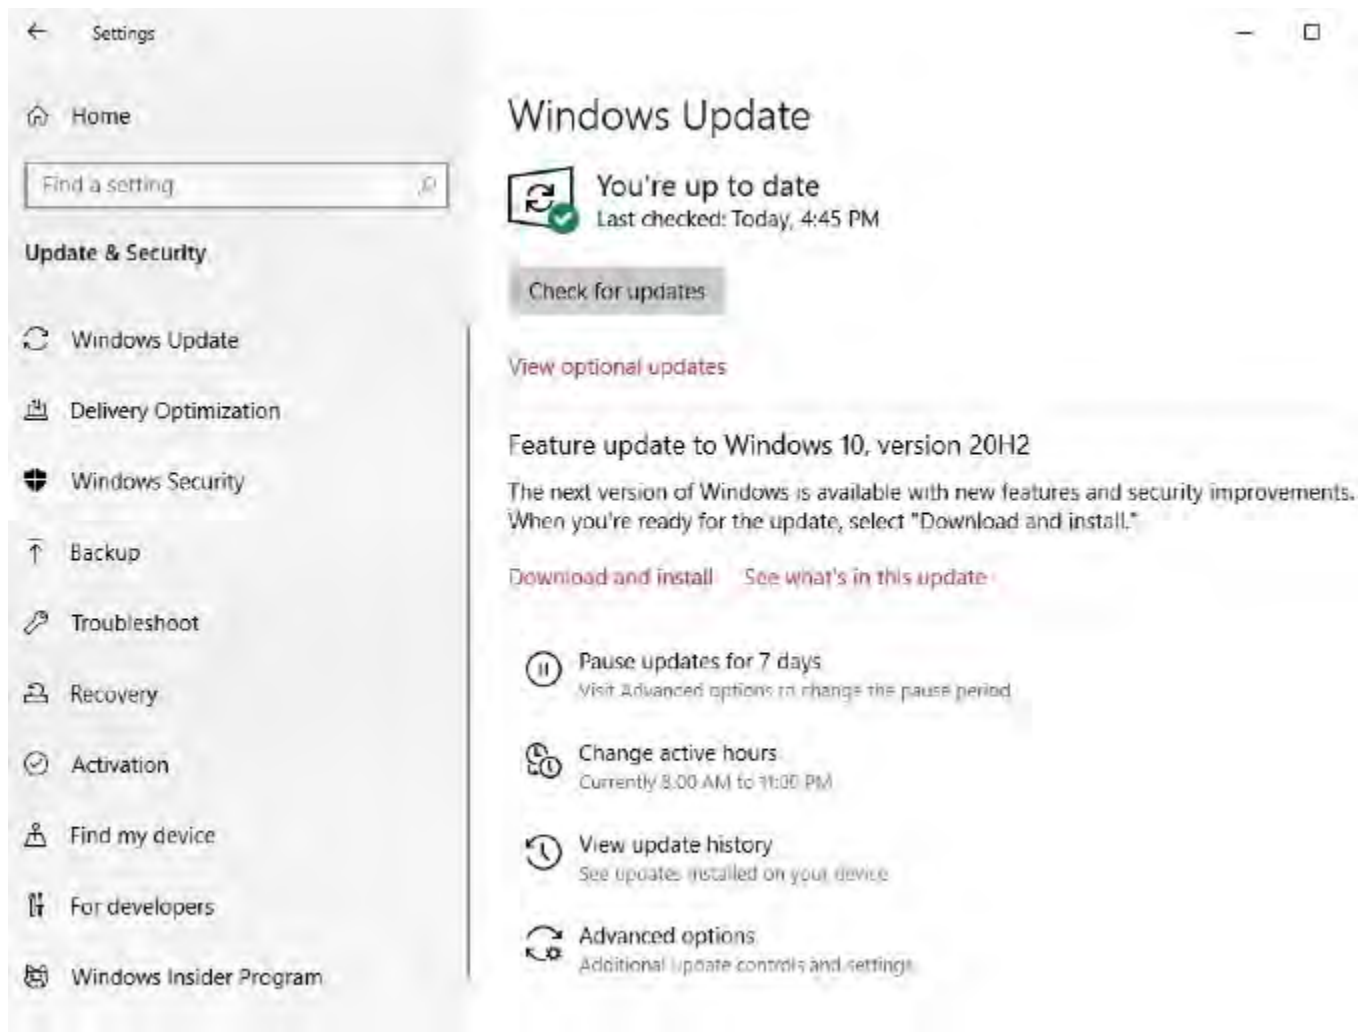 Settings
Home
Find a setting
Update & Security
Windows Update
Delivery Optimization
Windows Security
Backup
Troubleshoot
Recovery
Activation
Find my device
For developers
Windows Insider Program
Windows Update
You're up to date
Last checked: Today, 4:45 PM
Check for updates
View optional updates
Feature update to Windows 10, version 20H2
The next version of Windows is available with new features and security improvements.
When you're ready for the update, select "Download and install."
Download and install See what's in this update
Pause updates for 7 days
Visit Advanced options to change the pause period
Change active hours
Currently 8:00 AM to 11:00 PM
View update history
See updates installed on your device
Advanced options
Additional update controls and settings